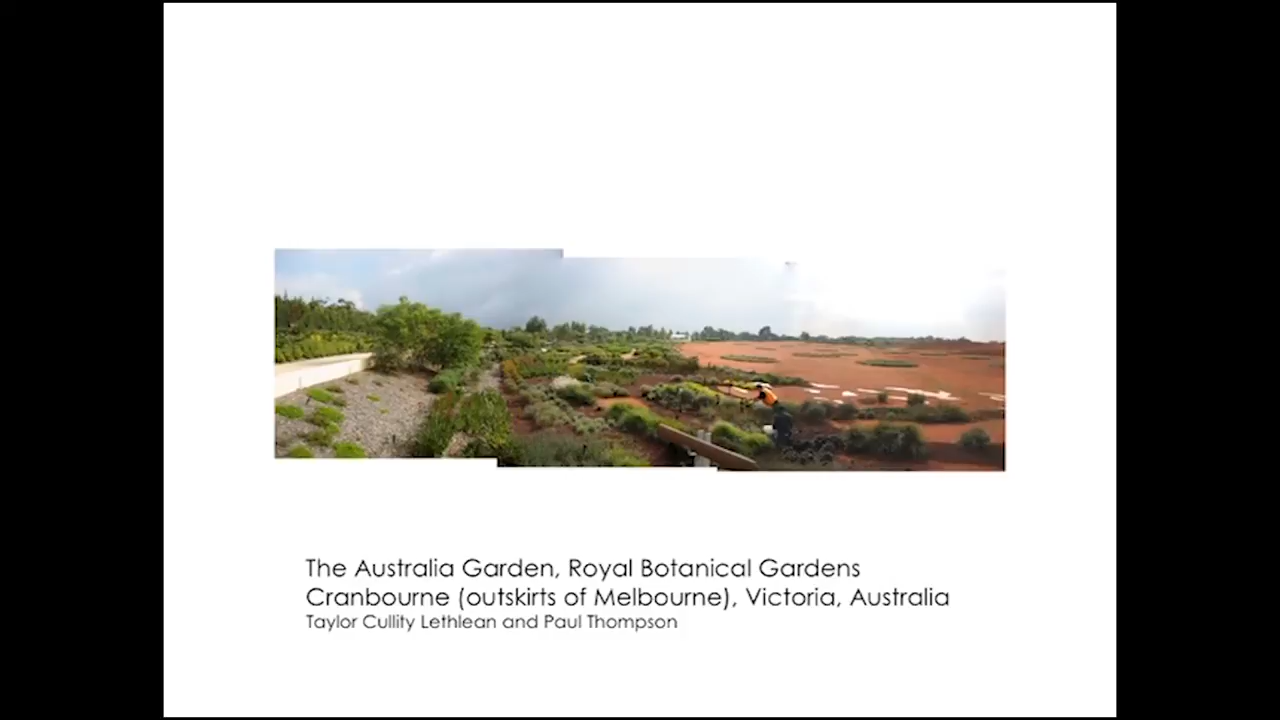 The Australia Garden, Royal Botanical Gardens
Cranbourne (outskirts of Melbourne), Victoria, Australia
Taylor Cullity Lethlean and Paul Thompson